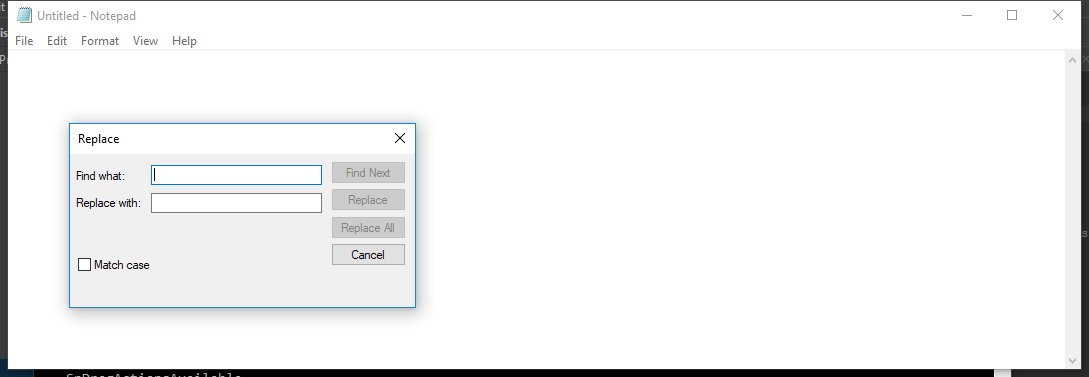 Untitled - Notepad
File Edit Format View Help
Replace
Find what:
Find Next
Replace with:
Replace
Replace All
Cancel
Match case